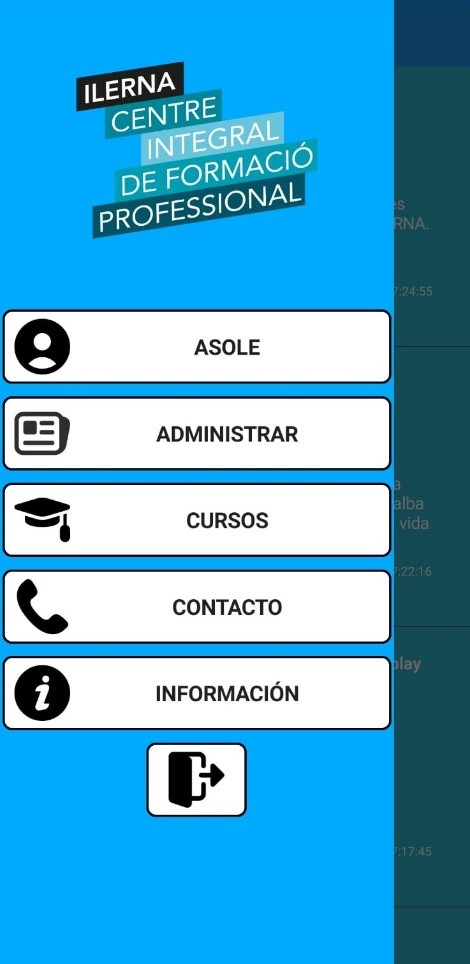 ILERNA
CENTRE
INTEGRAL
DE FORMACIÓ
PROFESSIONAL
RNA.
7:24:55
ASOLE
ADMINISTRAR
CURSOS
alba
vida
7:22:16
CONTACTO
play
INFORMACIÓN
7:17:45